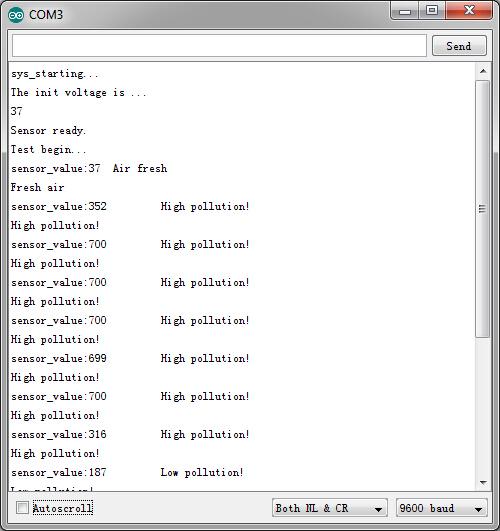 COM3
Send
sys_starting...
The init voltage is ...
37
Sensor ready.
Test begin...
sensor_value:37  Air fresh
Fresh air
sensor_value:352         High pollution!
High pollution!
sensor_value:700         High pollution!
High pollution!
sensor_value:700         High pollution!
High pollution!
sensor_value:700         High pollution!
High pollution!
sensor_value:699         High pollution!
High pollution!
sensor_value:700         High pollution!
High pollution!
sensor_value:316         High pollution!
High pollution!
sensor_value:187         Low pollution!
Low pollution!
Autoscroll
Both NL & CR
9600 baud